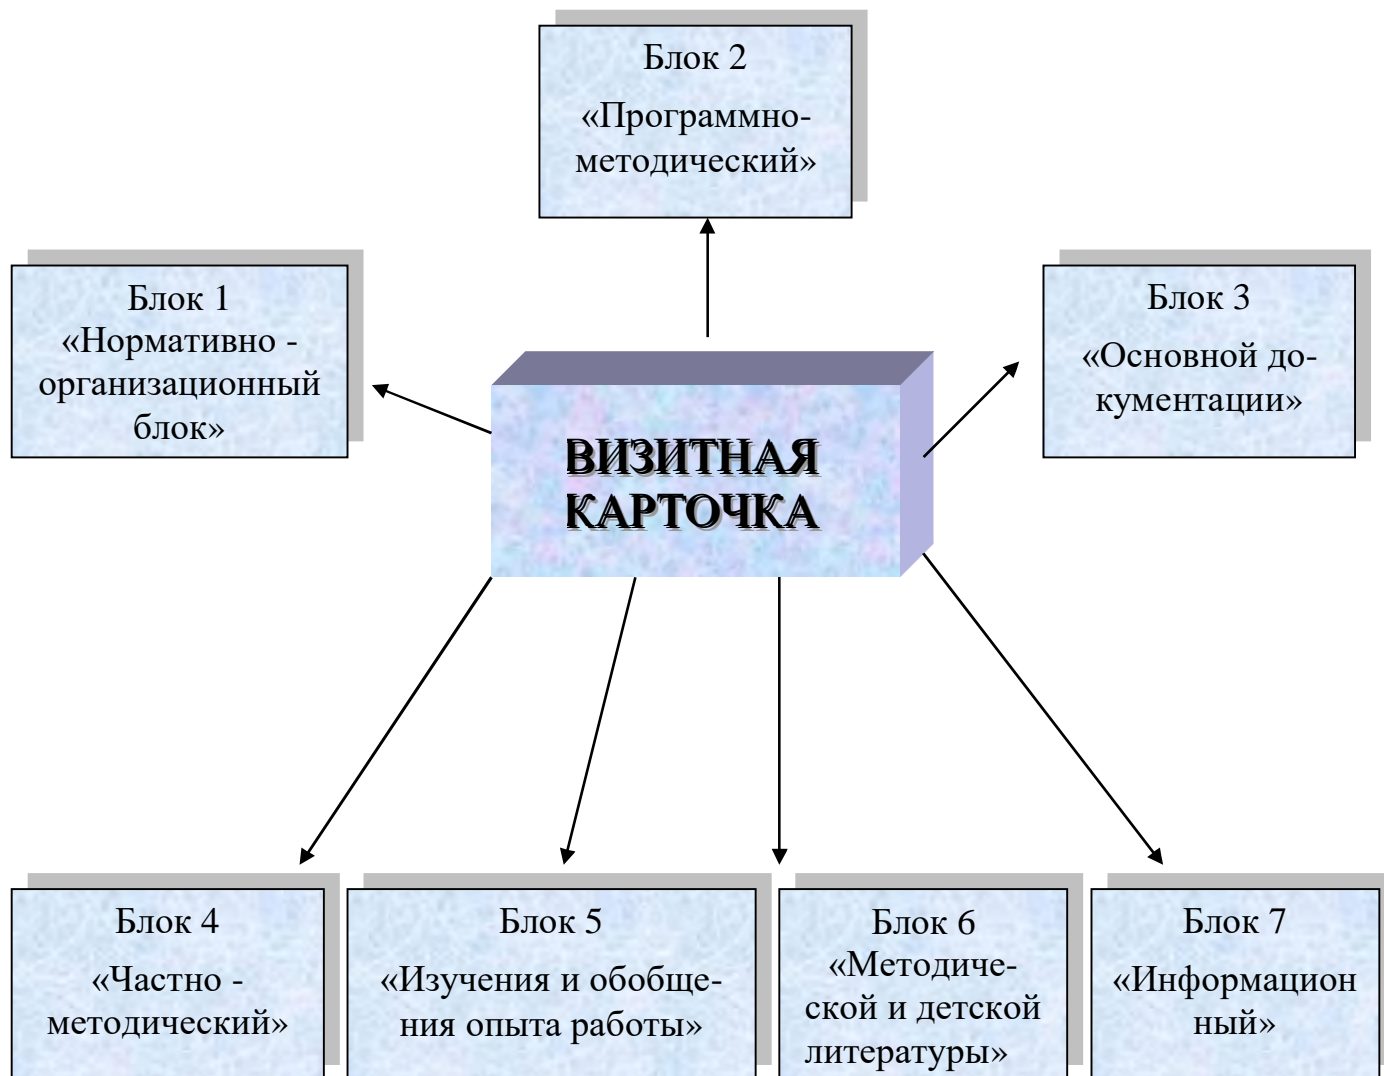 Блок 2
«Программно-
методический»
Блок 1
«Нормативно -
организационный
блок»
Блок 3
«Основной до-
кументации»
ВИЗИТНАЯ
КАРТОЧКА
Блок 4
«Частно -
методический»
Блок 5
«Изучения и обобще-
ния опыта работы»
Блок 6
«Методиче-
ской и детской
литературы»
Блок 7
«Информацион
ный»